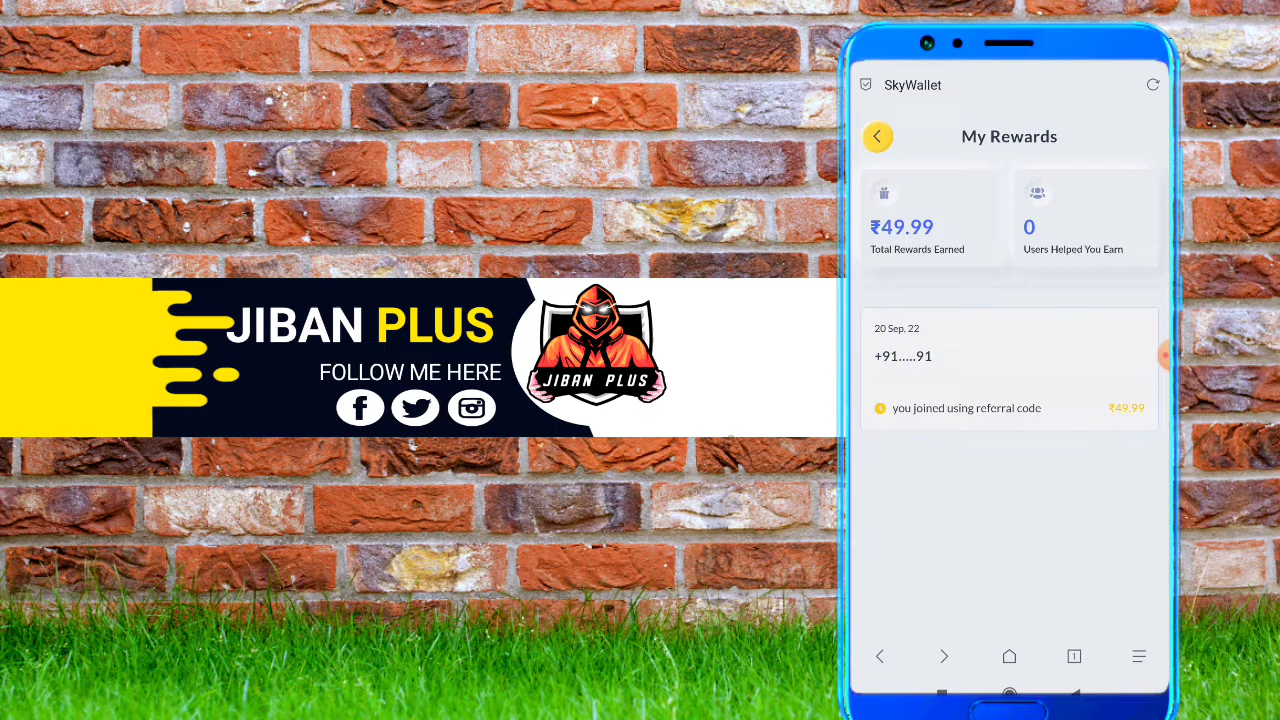 JIBAN PLUS
FOLLOW ME HERE
JIBAN PLUS
SkyWallet
My Rewards
₹49.99
Total Rewards Earned
0
Users Helped You Earn
20 Sep, 22
+91.....91
you joined using referral code
₹49.99
1